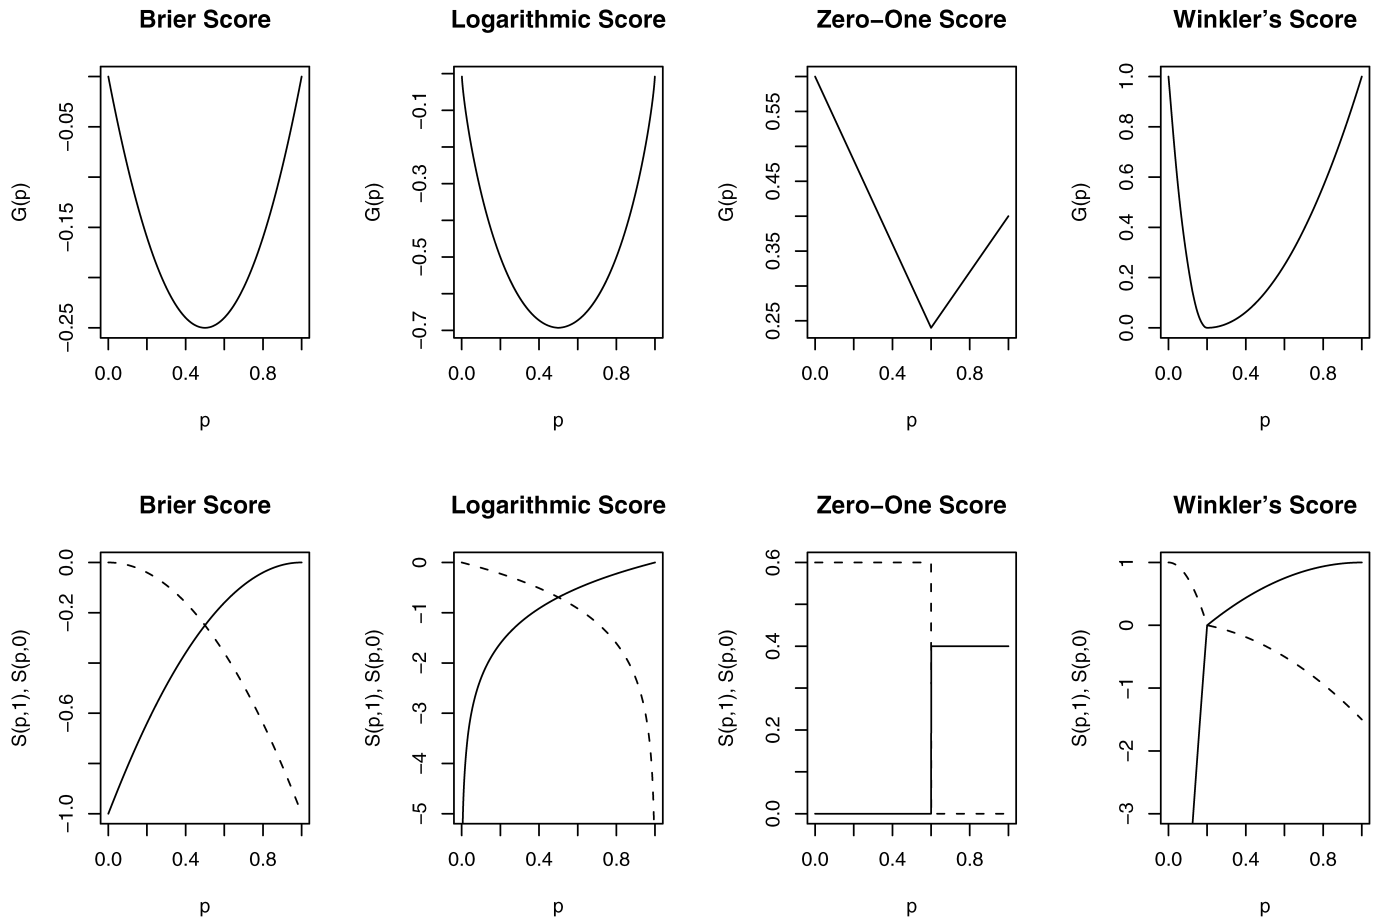 Brier Score
Logarithmic Score
Zero−One Score
Winkler’s Score
G(p)
−0.05
−0.15
−0.25
0.0 0.4 0.8
p
G(p)
−0.1
−0.3
−0.5
−0.7
0.0 0.4 0.8
p
G(p)
0.55
0.45
0.35
0.25
0.0 0.4 0.8
p
G(p)
1.0
0.8
0.6
0.4
0.2
0.0
0.0 0.4 0.8
p
Brier Score
Logarithmic Score
Zero−One Score
Winkler’s Score
S(p,1), S(p,0)
0.0
−0.2
−0.6
−1.0
0.0 0.4 0.8
p
S(p,1), S(p,0)
0
−1
−2
−3
−4
−5
0.0 0.4 0.8
p
S(p,1), S(p,0)
0.6
0.4
0.2
0.0
0.0 0.4 0.8
p
S(p,1), S(p,0)
1
0
−1
−2
−3
0.0 0.4 0.8
p